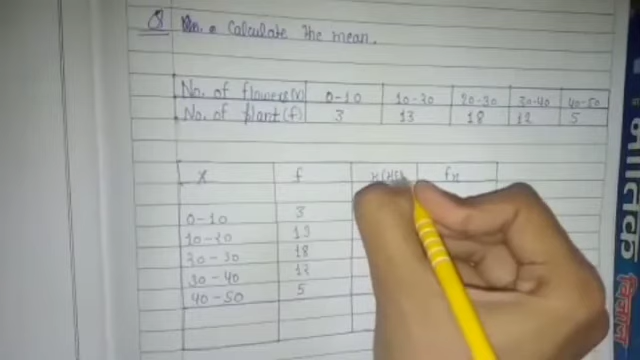 Q No. Calculate the mean.
No. of flowers(x) 0-10 10-20 20-30 30-40 40-50
No. of plant(f) 3 13 18 12 5
x f fx
0-10 3
10-20 13
20-30 18
30-40 12
40-50 5